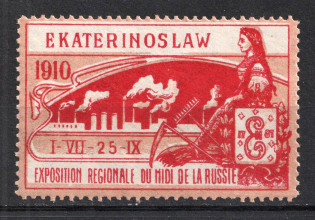 EKATERINOSLAW
1910
I-VII-25-IX
EXPOSITION REGIONALE DU MIDI DE LA RUSSIE